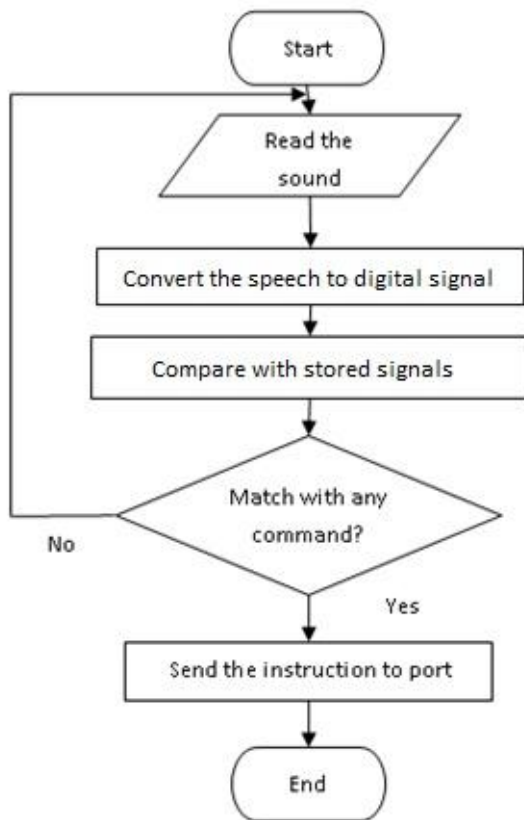 Start
Read the
sound
Convert the speech to digital signal
Compare with stored signals
Match with any
command?
No
Yes
Send the instruction to port
End